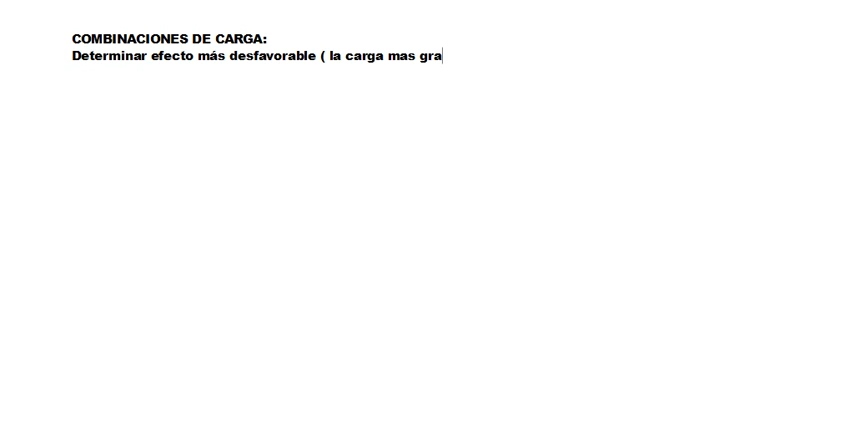 COMBINACIONES DE CARGA:
Determinar efecto más desfavorable ( la carga mas gra